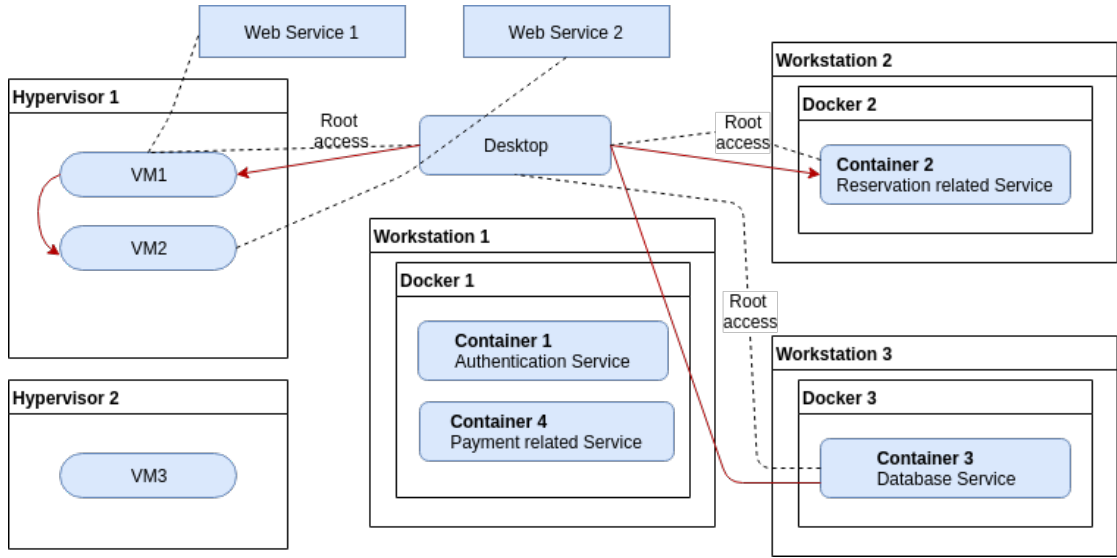 Web Service 1
Web Service 2
Workstation 2
Hypervisor 1
Docker 2
Root
access
Desktop
Root
access
Container 2
Reservation related Service
VM1
VM2
Workstation 1
Docker 1
Root
access
Container 1
Authentication Service
Workstation 3
Hypervisor 2
Docker 3
Container 4
Payment related Service
Container 3
Database Service
VM3